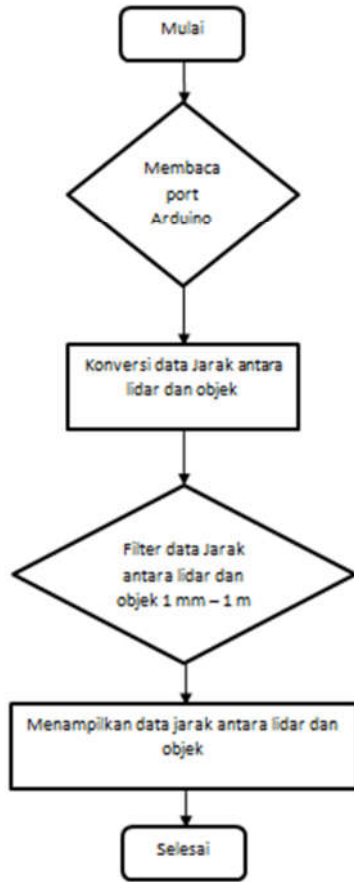 Mulai
Membaca
port
Arduino
Konversi data Jarak antara
lidar dan objek
Filter data Jarak
antara lidar dan
objek 1 mm – 1 m
Menampilkan data jarak antara lidar dan
objek
Selesai